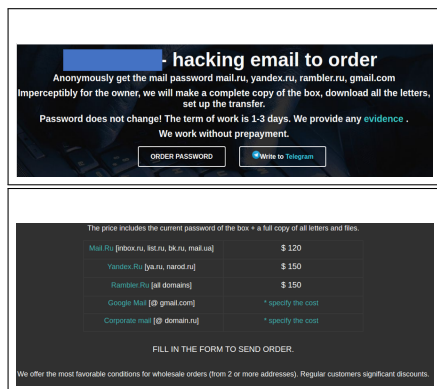 - hacking email to order
Anonymously get the mail password mail.ru, yandex.ru, rambler.ru, gmail.com
Imperceptibly for the owner, we will make a complete copy of the box, download all the letters,
set up the transfer.
Password does not change! The term of work is 1-3 days. We provide any evidence .
We work without prepayment.
ORDER PASSWORD Write to Telegram
The price includes the current password of the box + a full copy of all letters and files.
Mail.Ru [inbox.ru, list.ru, bk.ru, mail.ua] $ 120
Yandex.Ru [ya.ru, narod.ru] $ 150
Rambler.Ru [all domains] $ 150
Google Mail [@ gmail.com] * specify the cost
Corporate mail [@ domain.ru] * specify the cost
FILL IN THE FORM TO SEND ORDER.
We offer the most favorable conditions for wholesale orders (from 2 or more addresses). Regular customers significant discounts.